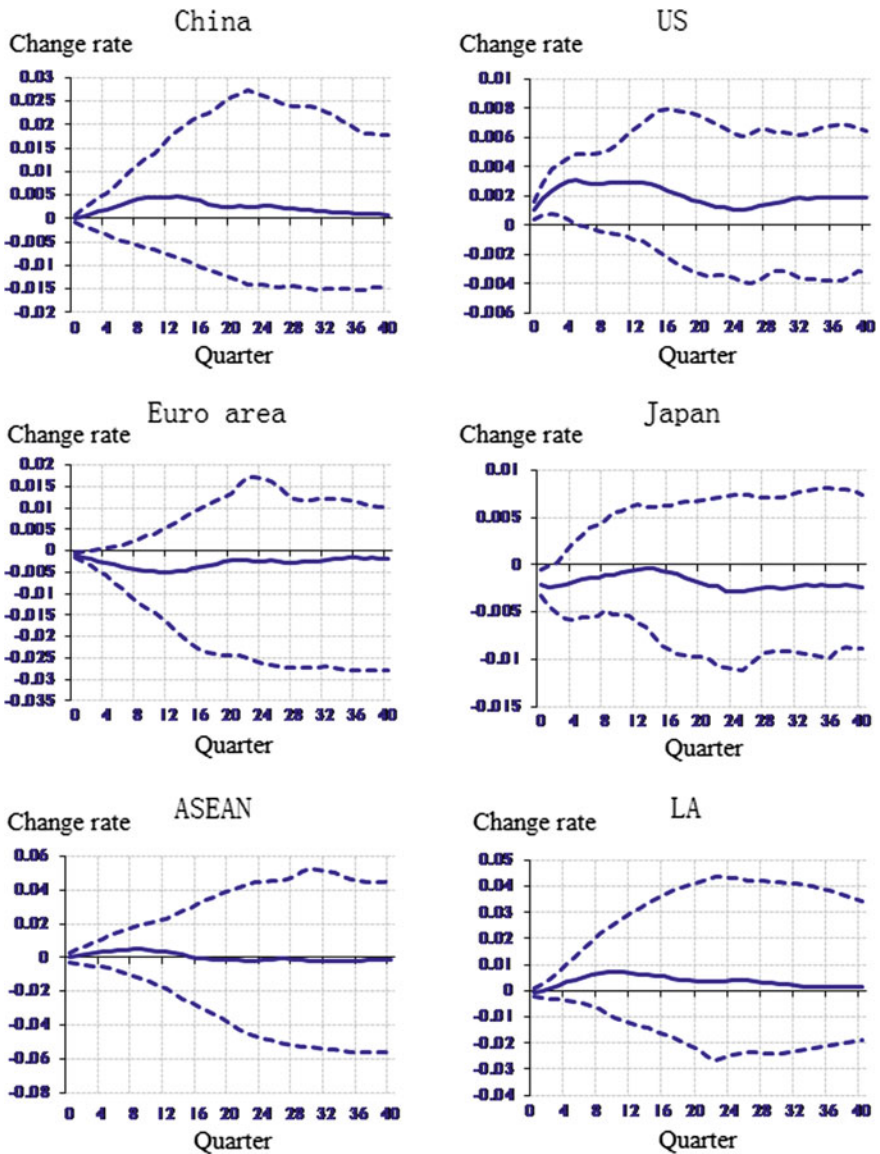 China
Change rate
0.03
0.025
0.02
0.015
0.01
0.005
0
-0.005
-0.01
-0.015
-0.02
0 4 8 12 16 20 24 28 32 36 40
Quarter
US
Change rate
0.01
0.008
0.006
0.004
0.002
0
-0.002
-0.004
-0.006
0 4 8 12 16 20 24 28 32 36 40
Quarter
Euro area
Change rate
0.02
0.015
0.01
0.005
0
-0.005
-0.01
-0.015
-0.02
-0.025
-0.03
-0.035
0 4 8 12 16 20 24 28 32 36 40
Quarter
Japan
Change rate
0.01
0.005
0
-0.005
-0.01
-0.015
0 4 8 12 16 20 24 28 32 36 40
Quarter
ASEAN
Change rate
0.06
0.04
0.02
0
-0.02
-0.04
-0.06
-0.08
0 4 8 12 16 20 24 28 32 36 40
Quarter
LA
Change rate
0.05
0.04
0.03
0.02
0.01
0
-0.01
-0.02
-0.03
-0.04
0 4 8 12 16 20 24 28 32 36 40
Quarter